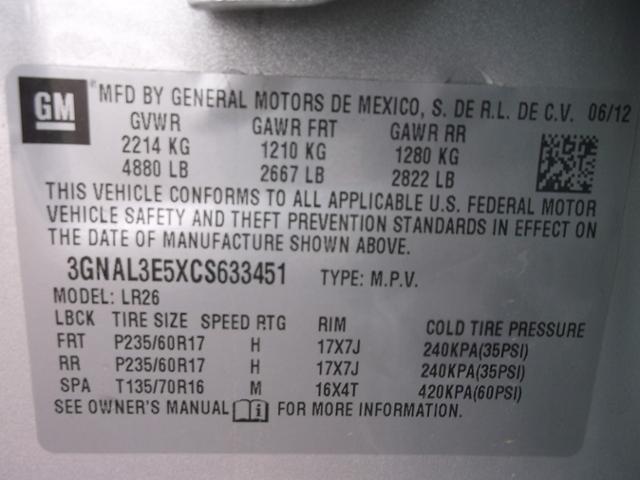 GM ® MFD BY GENERAL MOTORS DE MEXICO, S. DE R.L. DE C.V. 06/12
GVWR GAWR FRT GAWR RR
2214 KG 1210 KG 1280 KG
4880 LB 2667 LB 2822 LB
THIS VEHICLE CONFORMS TO ALL APPLICABLE U.S. FEDERAL MOTOR
VEHICLE SAFETY AND THEFT PREVENTION STANDARDS IN EFFECT ON
THE DATE OF MANUFACTURE SHOWN ABOVE.
3GNAL3E5XCS633451 TYPE: M.P.V.
MODEL: LR26
LBCK TIRE SIZE SPEED RTG RIM COLD TIRE PRESSURE
FRT P235/60R17 H 17X7J 240KPA(35PSI)
RR P235/60R17 H 17X7J 240KPA(35PSI)
SPA T135/70R16 M 16X4T 420KPA(60PSI)
SEE OWNER'S MANUAL i FOR MORE INFORMATION.